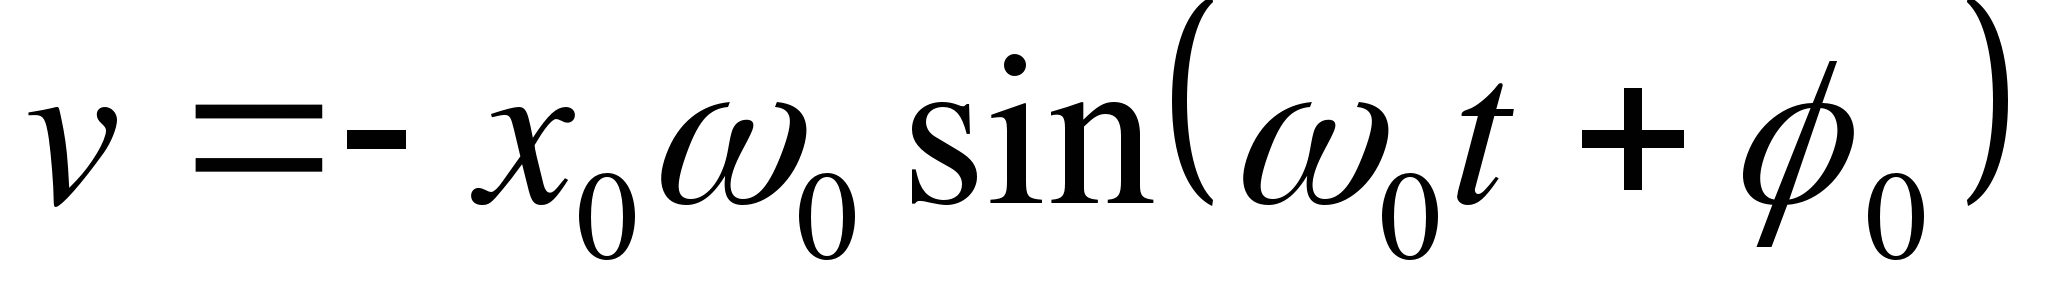 v = - x₀ω₀ sin(ω₀t + ϕ₀)